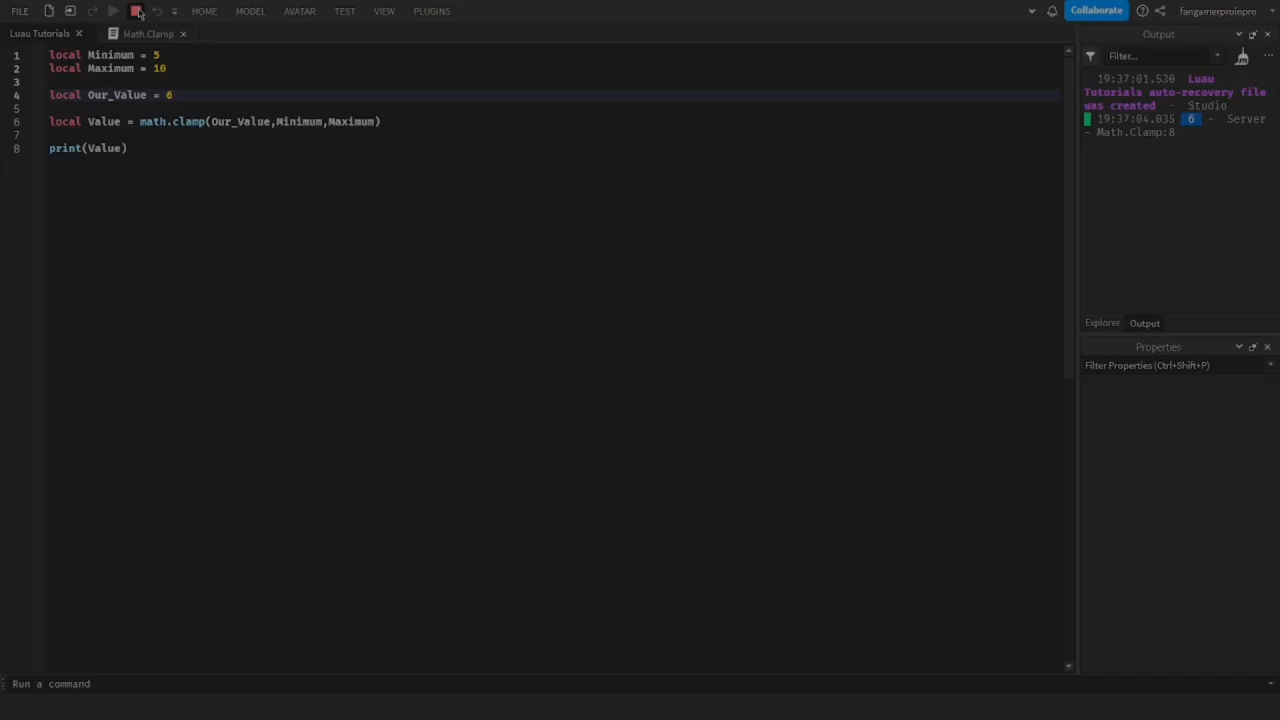 FILE HOME MODEL AVATAR TEST VIEW PLUGINS Collaborate fangamerproinpro
Luau Tutorials Math.Clamp
1 local Minimum = 5
2 local Maximum = 10
3
4 local Our_Value = 6
5
6 local Value = math.clamp(Our_Value,Minimum,Maximum)
7
8 print(Value)
Output
Filter...
19:37:01.530 Luau
Tutorials auto-recovery file
was created - Studio
19:37:04.035 6 - Server
- Math.Clamp:8
Explorer Output
Properties
Filter Properties (Ctrl+Shift+P)
Run a command